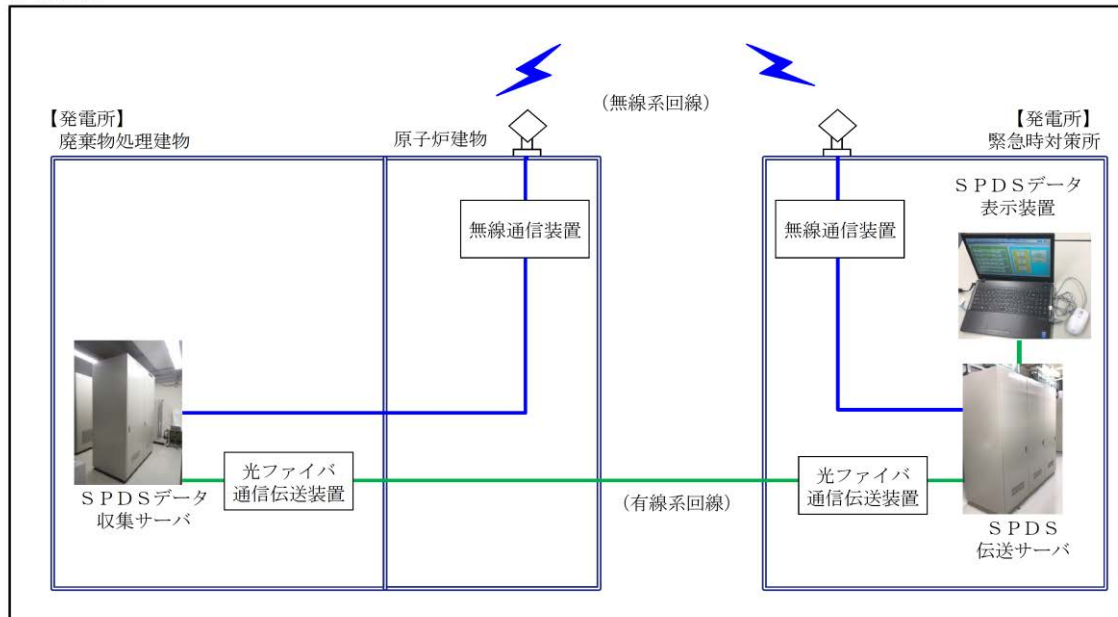 (無線系回線)
【発電所】
廃棄物処理建物
原子炉建物
【発電所】
緊急時対策所
SPDSデータ
表示装置
無線通信装置
無線通信装置
光ファイバ
通信伝送装置
光ファイバ
通信伝送装置
(有線系回線)
SPDSデータ
収集サーバ
SPDS
伝送サーバ